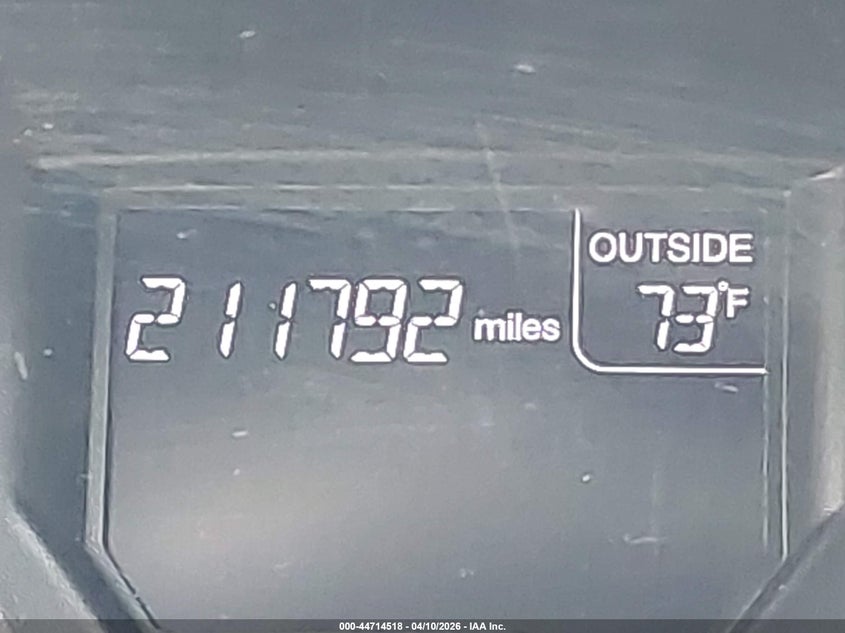 OUTSIDE
211792 miles
73°F
000-44714518 - 04/10/2026 - IAA Inc.